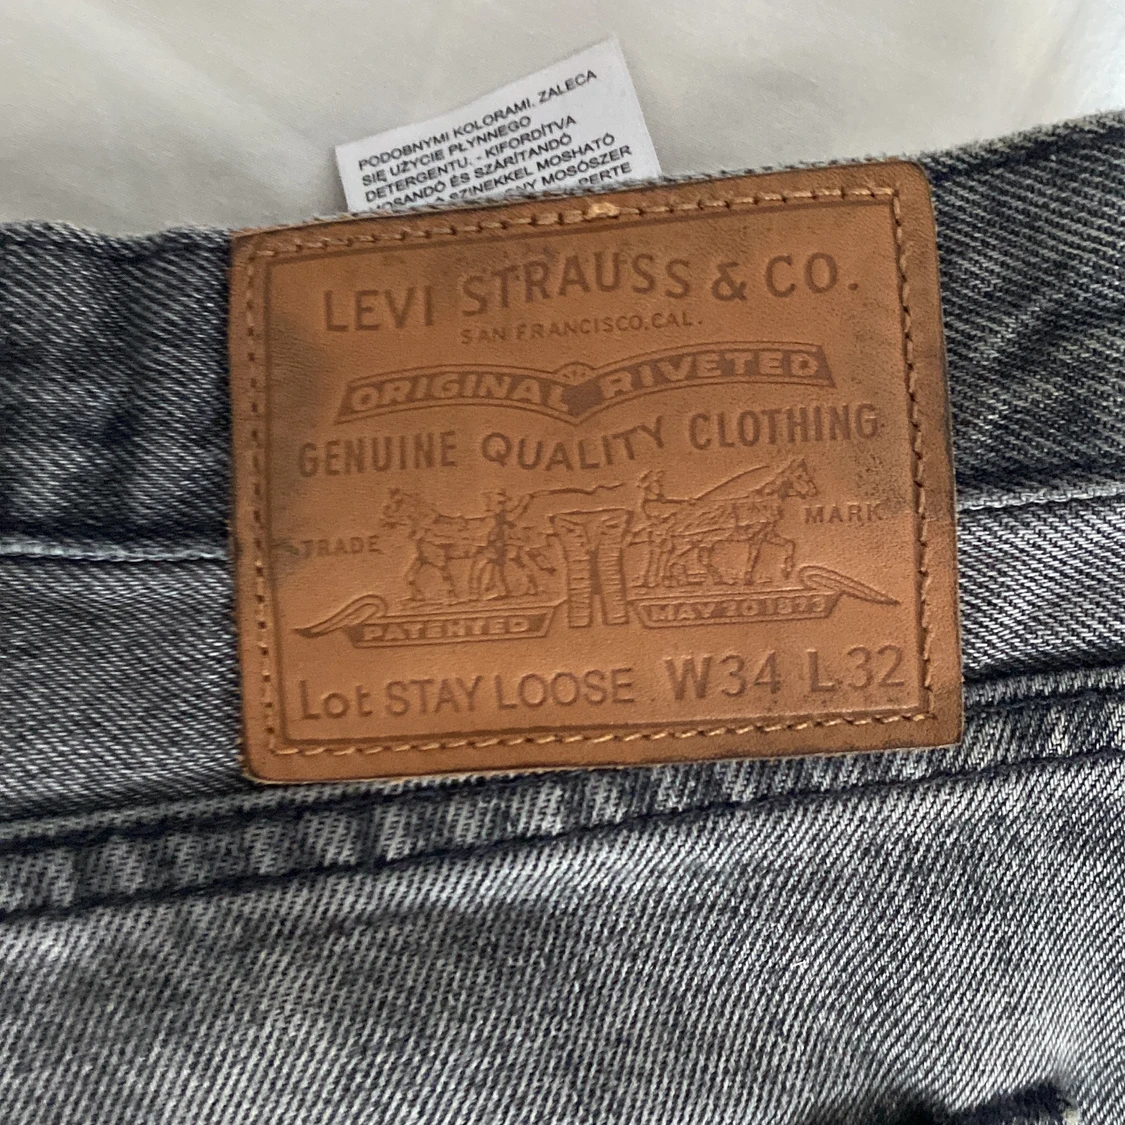 PODOBNYMI KOLORAMI. ZALECA
SIĘ UŻYCIE PŁYNNEGO
DETERGENTU. - KIFORDÍTVA
MOSANDÓ ÉS SZÁRÍTANDÓ
SZINEKKEL MOSHATÓ
MOSÓSZER
LEVI STRAUSS & CO.
SAN FRANCISCO, CAL.
ORIGINAL RIVETED
GENUINE QUALITY CLOTHING
TRADE MARK
PATENTED MAY 20 1873
Lot STAY LOOSE W34 L32